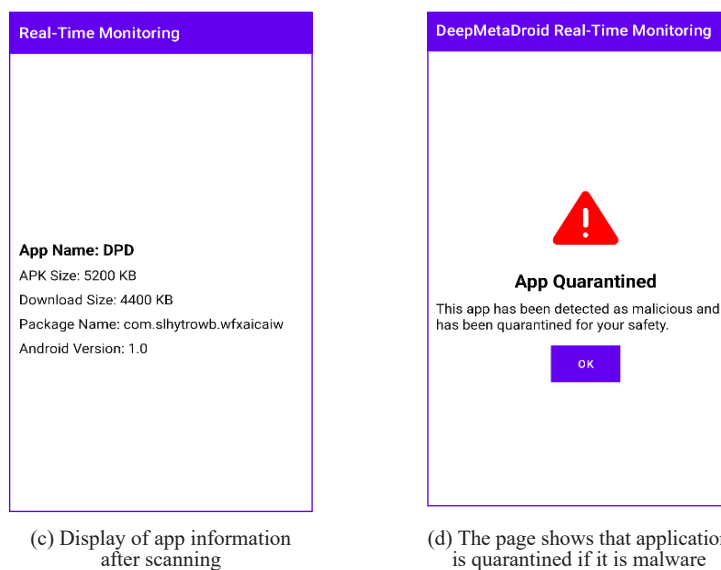 Real-Time Monitoring
App Name: DPD
APK Size: 5200 KB
Download Size: 4400 KB
Package Name: com.slhytrowb.wfxaicaiw
Android Version: 1.0
(c) Display of app information
after scanning
DeepMetaDroid Real-Time Monitoring
App Quarantined
This app has been detected as malicious and
has been quarantined for your safety.
OK
(d) The page shows that application
is quarantined if it is malware